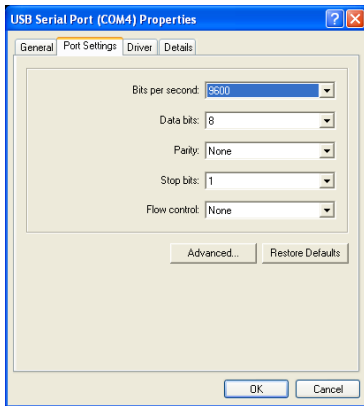 USB Serial Port (COM4) Properties
General Port Settings Driver Details
Bits per second: 9600
Data bits: 8
Parity: None
Stop bits: 1
Flow control: None
Advanced... Restore Defaults
OK Cancel